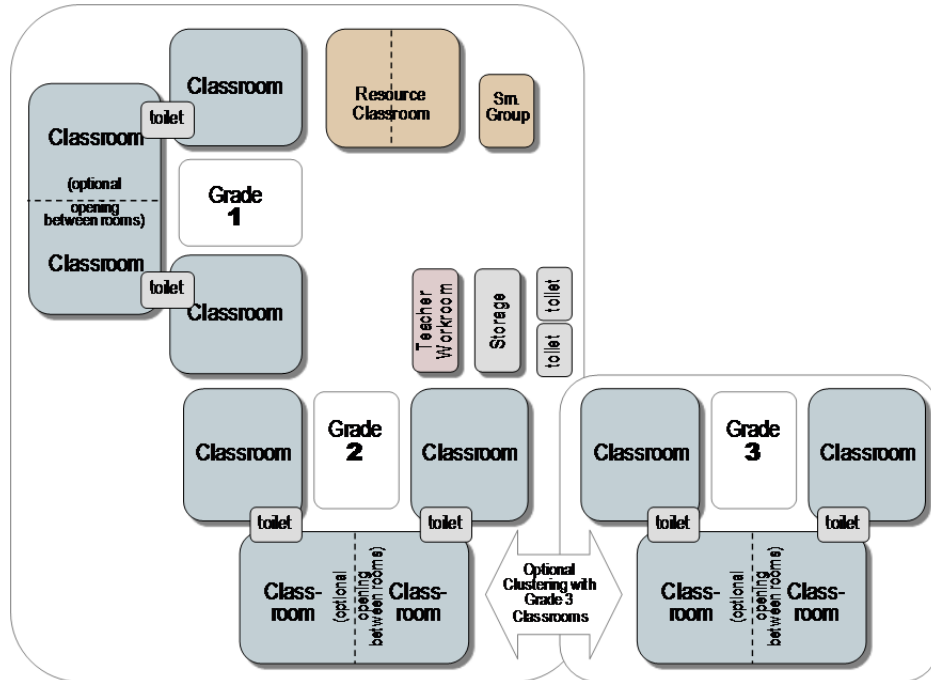 Classroom
toilet
Classroom
(optional
opening
between rooms)
Classroom
toilet
Classroom
Grade
1
Resource
Classroom
Sm.
Group
Teacher
Workroom
Storage
toilet
toilet
Classroom
Grade
2
Classroom
toilet
toilet
Class-
room
(optional
opening
between rooms)
Class-
room
Optional
Clustering with
Grade 3
Classrooms
Classroom
Grade
3
Classroom
toilet
toilet
Class-
room
(optional
opening
between rooms)
Class-
room